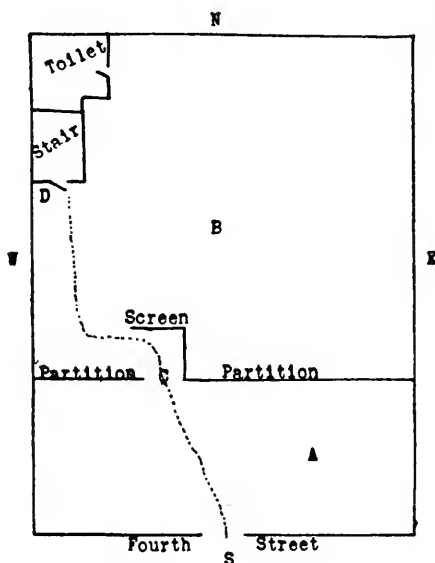 N
Toilet
Stair
D
B
W
E
Screen
Partition
Partition
A
Fourth
Street
S